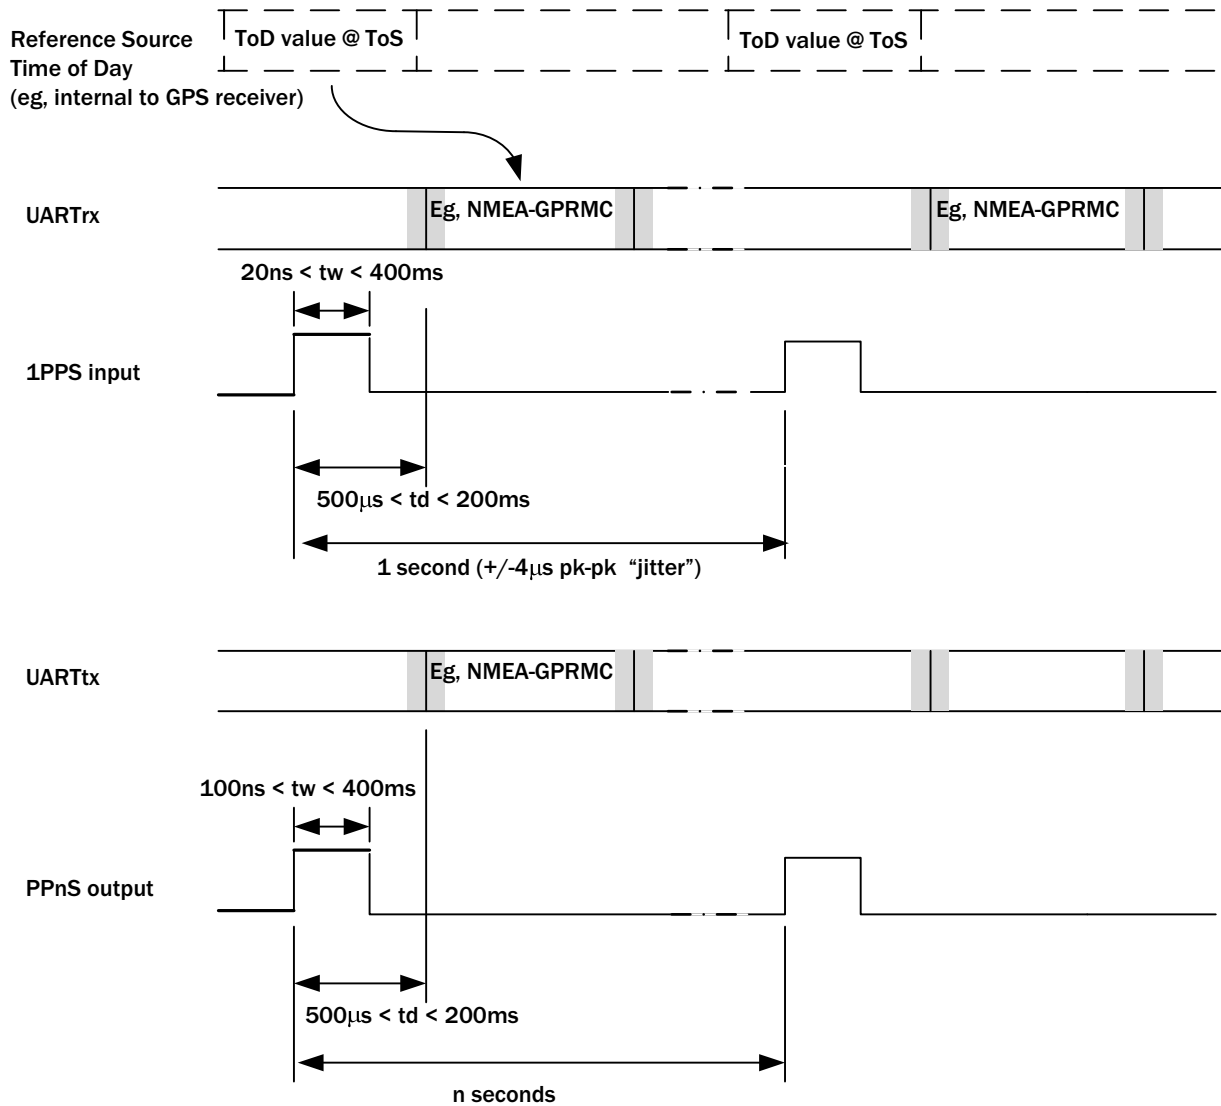 Reference Source
Time of Day
(eg, internal to GPS receiver)
ToD value @ ToS
ToD value @ ToS
UARTrx
Eg, NMEA-GPRMC
Eg, NMEA-GPRMC
20ns < tw < 400ms
1PPS input
500μs < td < 200ms
1 second (+/-4μs pk-pk “jitter”)
UARTtx
Eg, NMEA-GPRMC
100ns < tw < 400ms
PPnS output
500μs < td < 200ms
n seconds